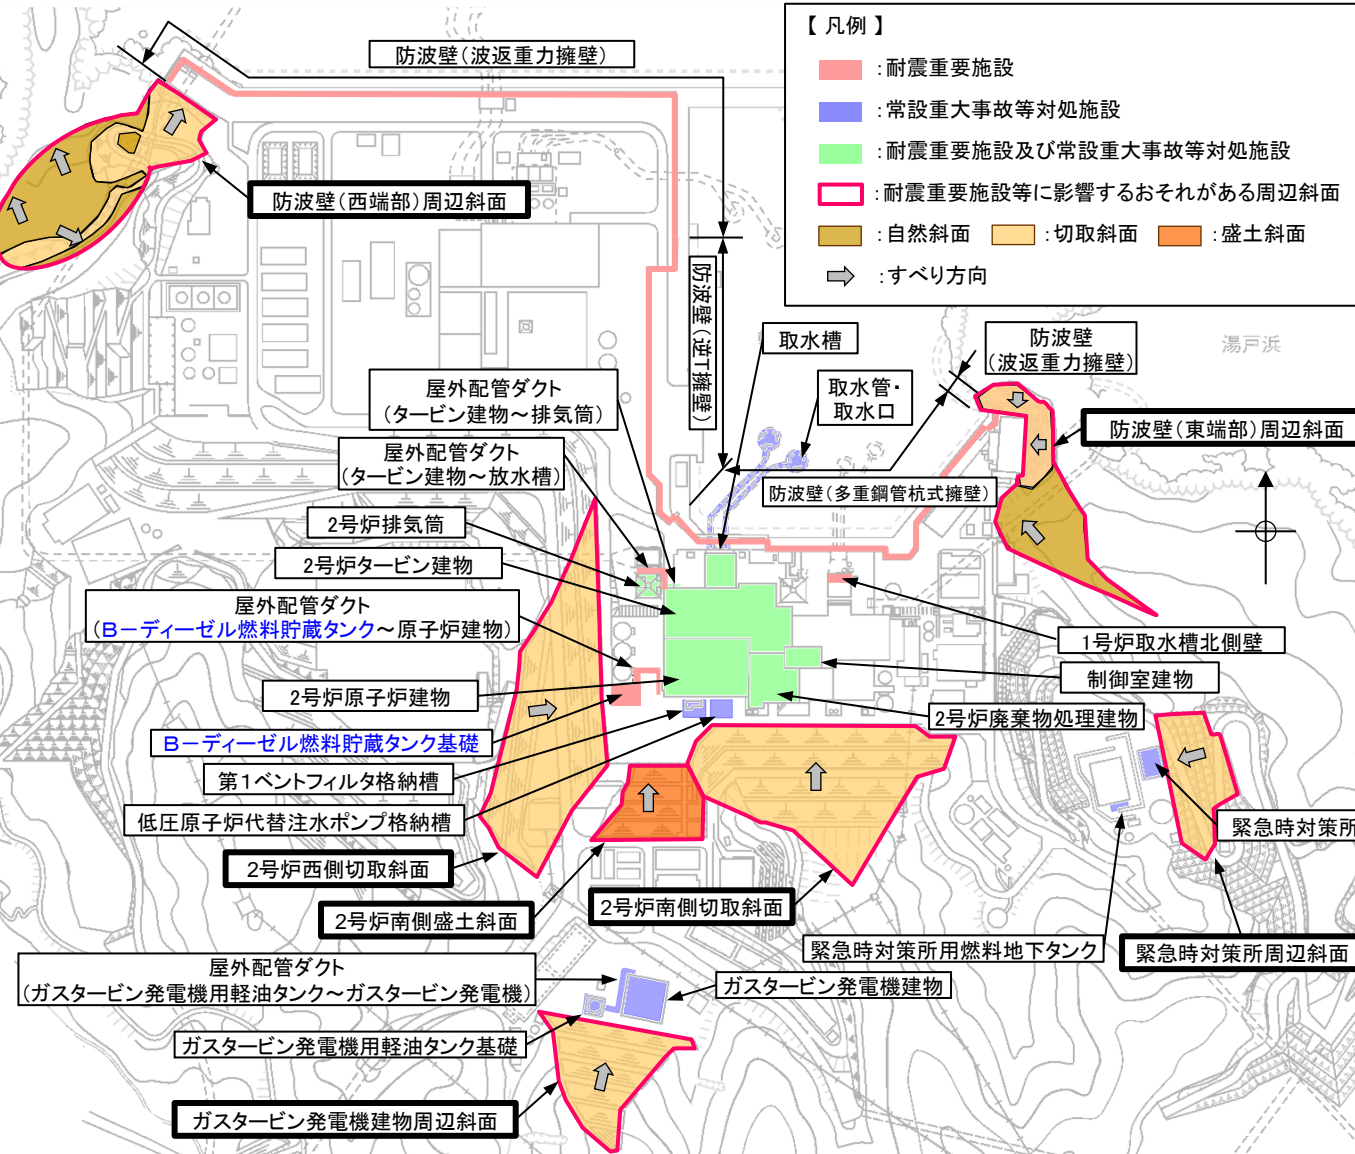 【 凡例 】
:耐震重要施設
:常設重大事故等対処施設
:耐震重要施設及び常設重大事故等対処施設
:耐震重要施設等に影響するおそれがある周辺斜面
:自然斜面
:切取斜面
:盛土斜面
:すべり方向
防波壁(波返重力擁壁)
防波壁(西端部)周辺斜面
防波壁(逆T擁壁)
取水槽
防波壁
(波返重力擁壁)
湯戸浜
屋外配管ダクト
(タービン建物~排気筒)
取水管・
取水口
防波壁(東端部)周辺斜面
屋外配管ダクト
(タービン建物~放水槽)
防波壁(多重鋼管杭式擁壁)
2号炉排気筒
2号炉タービン建物
屋外配管ダクト
(B-ディーゼル燃料貯蔵タンク~原子炉建物)
1号炉取水槽北側壁
制御室建物
2号炉原子炉建物
2号炉廃棄物処理建物
B-ディーゼル燃料貯蔵タンク基礎
第1ベントフィルタ格納槽
低圧原子炉代替注水ポンプ格納槽
緊急時対策所
2号炉西側切取斜面
2号炉南側盛土斜面
2号炉南側切取斜面
緊急時対策所用燃料地下タンク
緊急時対策所周辺斜面
屋外配管ダクト
(ガスタービン発電機用軽油タンク~ガスタービン発電機)
ガスタービン発電機建物
ガスタービン発電機用軽油タンク基礎
ガスタービン発電機建物周辺斜面